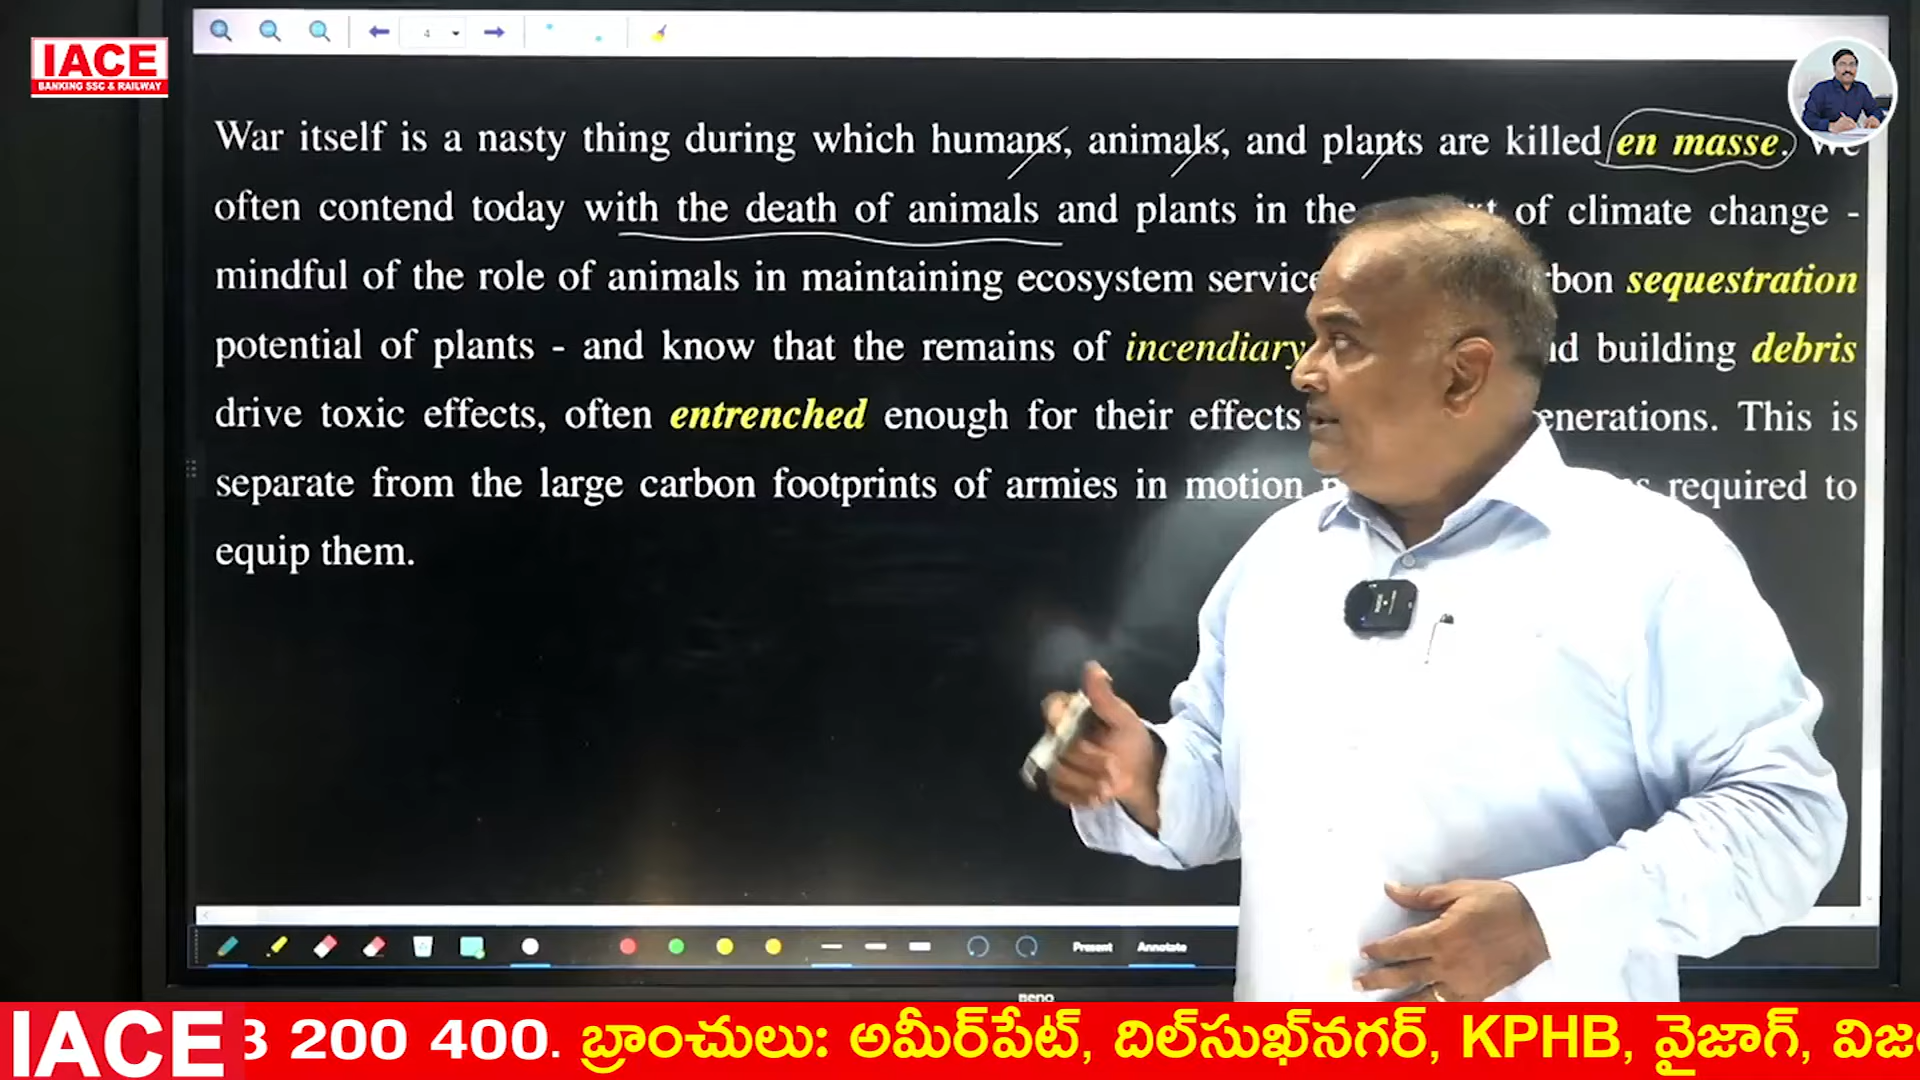 IACE
BANKING SSC & RAILWAY
4
War itself is a nasty thing during which humans, animals, and plants are killed en masse. We
often contend today with the death of animals and plants in the of climate change -
mindful of the role of animals in maintaining ecosystem sequestration
potential of plants - and know that the remains of incendiary building debris
drive toxic effects, often entrenched enough for their effects This is
separate from the large carbon footprints of armies in motion required to
equip them.
Present Annotate
BenQ
IACE 3 200 400. బ్రాంచులు: అమీర్‌పేట్, దిల్‌సుఖ్‌నగర్, KPHB, వైజాగ్,